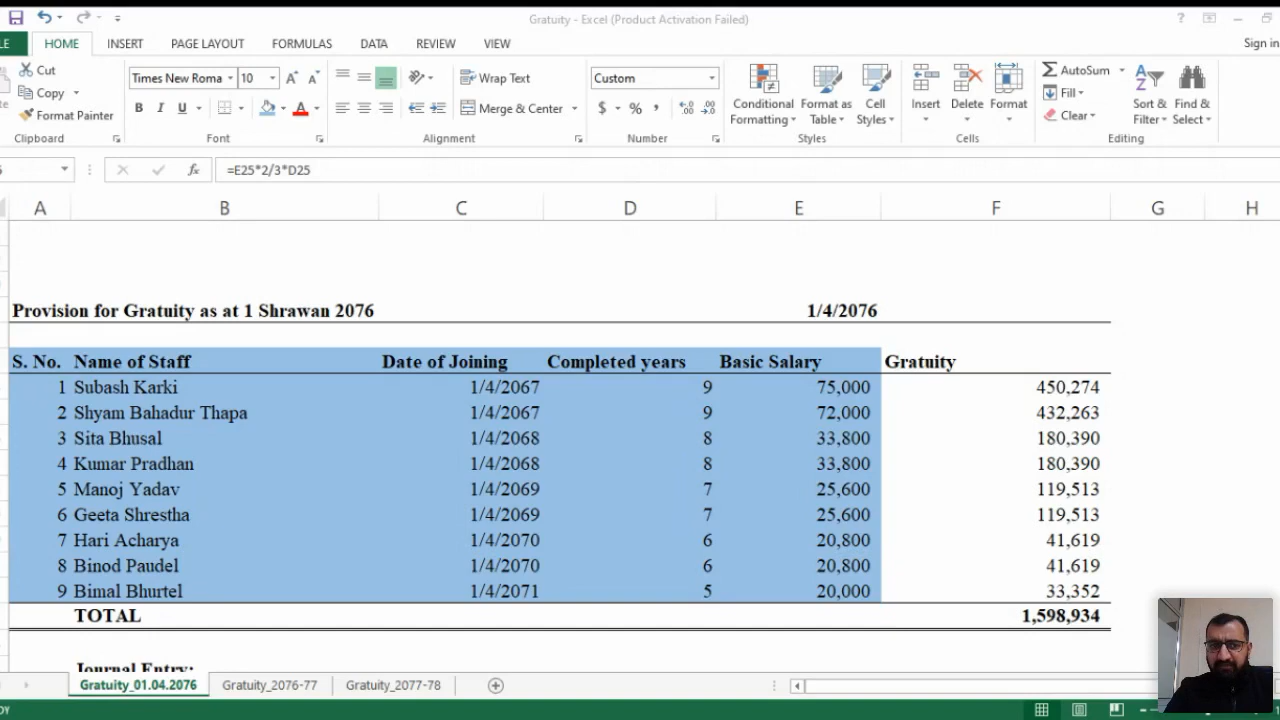 Gratuity - Excel (Product Activation Failed)
HOME INSERT PAGE LAYOUT FORMULAS DATA REVIEW VIEW Sign in
Cut
Copy
Format Painter
Clipboard
Times New Roma 10
B I U
Font
Wrap Text
Merge & Center
Alignment
Custom
$ % ,
Number
Conditional Formatting
Format as Table
Cell Styles
Styles
Insert Delete Format
Cells
AutoSum
Fill
Clear
Sort & Filter
Find & Select
Editing
fx =E25*2/3*D25
A B C D E F G H
Provision for Gratuity as at 1 Shrawan 2076 1/4/2076
S. No. Name of Staff Date of Joining Completed years Basic Salary Gratuity
1 Subash Karki 1/4/2067 9 75,000 450,274
2 Shyam Bahadur Thapa 1/4/2067 9 72,000 432,263
3 Sita Bhusal 1/4/2068 8 33,800 180,390
4 Kumar Pradhan 1/4/2068 8 33,800 180,390
5 Manoj Yadav 1/4/2069 7 25,600 119,513
6 Geeta Shrestha 1/4/2069 7 25,600 119,513
7 Hari Acharya 1/4/2070 6 20,800 41,619
8 Binod Paudel 1/4/2070 6 20,800 41,619
9 Bimal Bhurtel 1/4/2071 5 20,000 33,352
TOTAL 1,598,934
Journal Entry:
Gratuity_01.04.2076 Gratuity_2076-77 Gratuity_2077-78